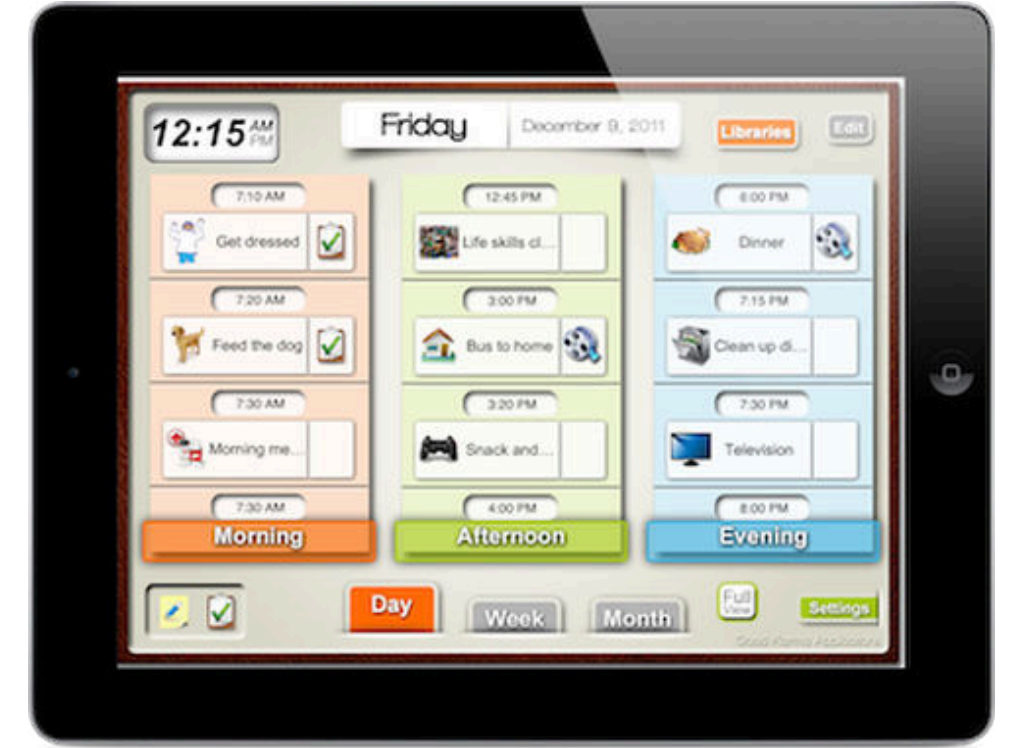 12:15 AM
PM
Friday
December 9, 2011
Libraries
Edit
7:10 AM
Get dressed
7:20 AM
Feed the dog
7:30 AM
Morning me...
7:30 AM
Morning
12:45 PM
Life skills cl...
3:00 PM
Bus to home
3:20 PM
Snack and...
4:00 PM
Afternoon
6:00 PM
Dinner
7:15 PM
Clean up di...
7:30 PM
Television
8:00 PM
Evening
Day
Week
Month
Full
View
Settings
Good Karma Applications